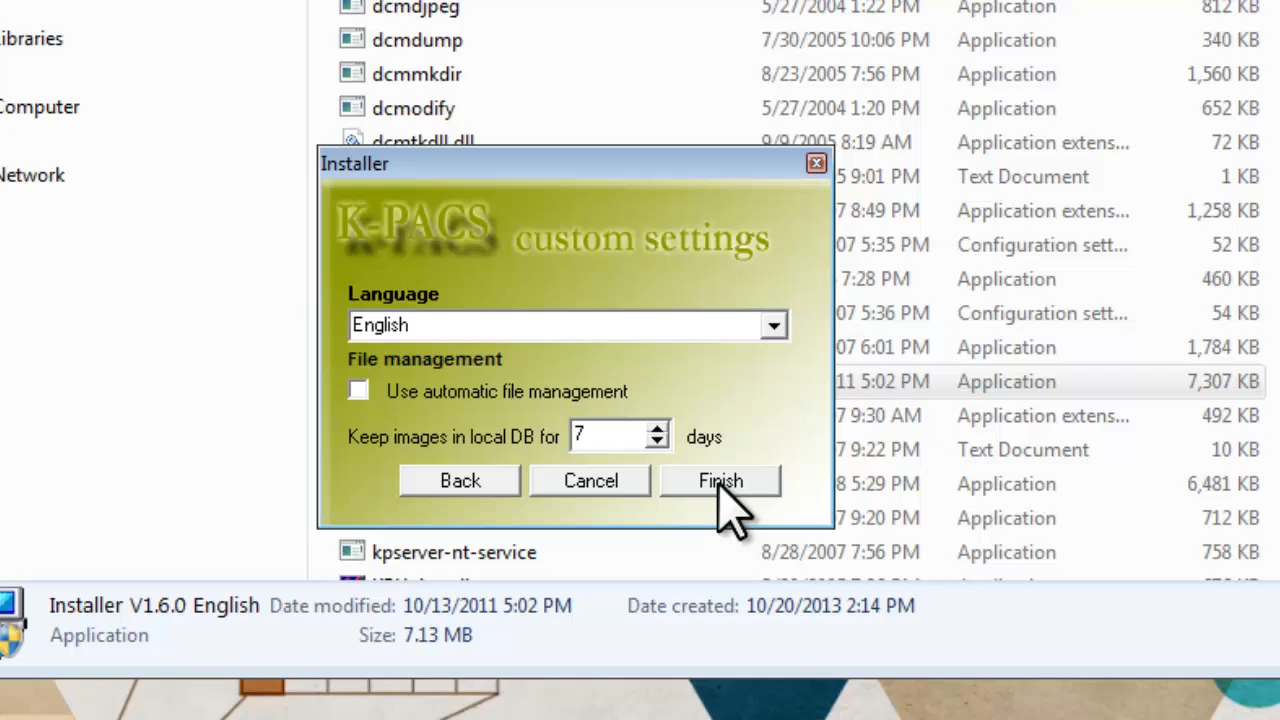 dcmdjpeg 5/27/2004 1:22 PM Application 812 KB
Libraries dcmdump 7/30/2005 10:06 PM Application 340 KB
dcmmkdir 8/23/2005 7:56 PM Application 1,560 KB
Computer dcmodify 5/27/2004 1:20 PM Application 652 KB
dcmtkdll.dll 9/9/2005 8:19 AM Application extens... 72 KB
Installer
Network 5 9:01 PM Text Document 1 KB
K-PACS custom settings
7 8:49 PM Application extens... 1,258 KB
07 5:35 PM Configuration sett... 52 KB
7:28 PM Application 460 KB
Language
07 5:36 PM Configuration sett... 54 KB
English
07 6:01 PM Application 1,784 KB
File management
11 5:02 PM Application 7,307 KB
Use automatic file management
7 9:30 AM Application extens... 492 KB
Keep images in local DB for 7 days
7 9:22 PM Text Document 10 KB
Back Cancel Finish
8 5:29 PM Application 6,481 KB
7 9:20 PM Application 712 KB
kpserver-nt-service 8/28/2007 7:56 PM Application 758 KB
Installer V1.6.0 English Date modified: 10/13/2011 5:02 PM Date created: 10/20/2013 2:14 PM
Application Size: 7.13 MB